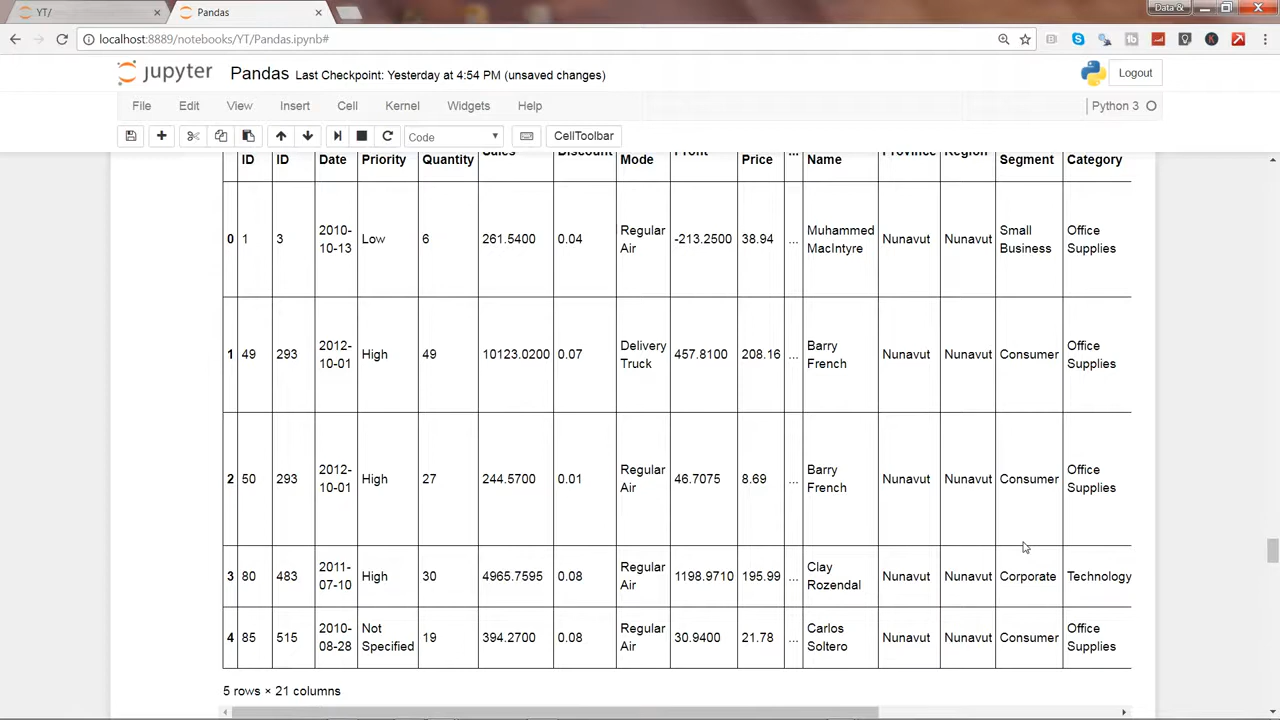 YT/
Pandas
Data &
localhost:8889/notebooks/YT/Pandas.ipynb#
jupyter Pandas Last Checkpoint: Yesterday at 4:54 PM (unsaved changes)
Logout
File Edit View Insert Cell Kernel Widgets Help
Python 3
Code
CellToolbar
ID ID Date Priority Quantity Sales Discount Mode Profit Price ... Name Province Region Segment Category
0 1 3 2010-10-13 Low 6 261.5400 0.04 Regular Air -213.2500 38.94 ... Muhammed MacIntyre Nunavut Nunavut Small Business Office Supplies
1 49 293 2012-10-01 High 49 10123.0200 0.07 Delivery Truck 457.8100 208.16 ... Barry French Nunavut Nunavut Consumer Office Supplies
2 50 293 2012-10-01 High 27 244.5700 0.01 Regular Air 46.7075 8.69 ... Barry French Nunavut Nunavut Consumer Office Supplies
3 80 483 2011-07-10 High 30 4965.7595 0.08 Regular Air 1198.9710 195.99 ... Clay Rozendal Nunavut Nunavut Corporate Technology
4 85 515 2010-08-28 Not Specified 19 394.2700 0.08 Regular Air 30.9400 21.78 ... Carlos Soltero Nunavut Nunavut Consumer Office Supplies
5 rows × 21 columns